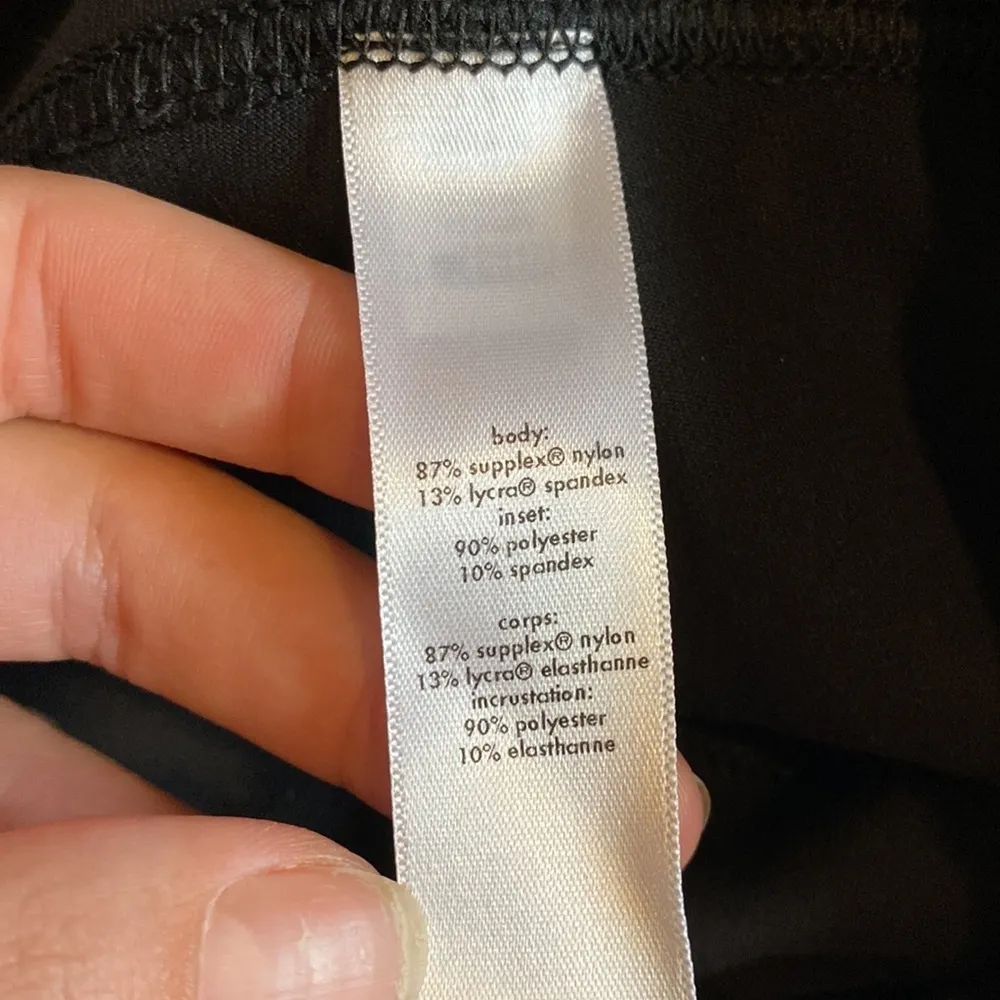 body:
87% supplex® nylon
13% lycra® spandex
inset:
90% polyester
10% spandex
corps:
87% supplex® nylon
13% lycra® elasthanne
incrustation:
90% polyester
10% elasthanne